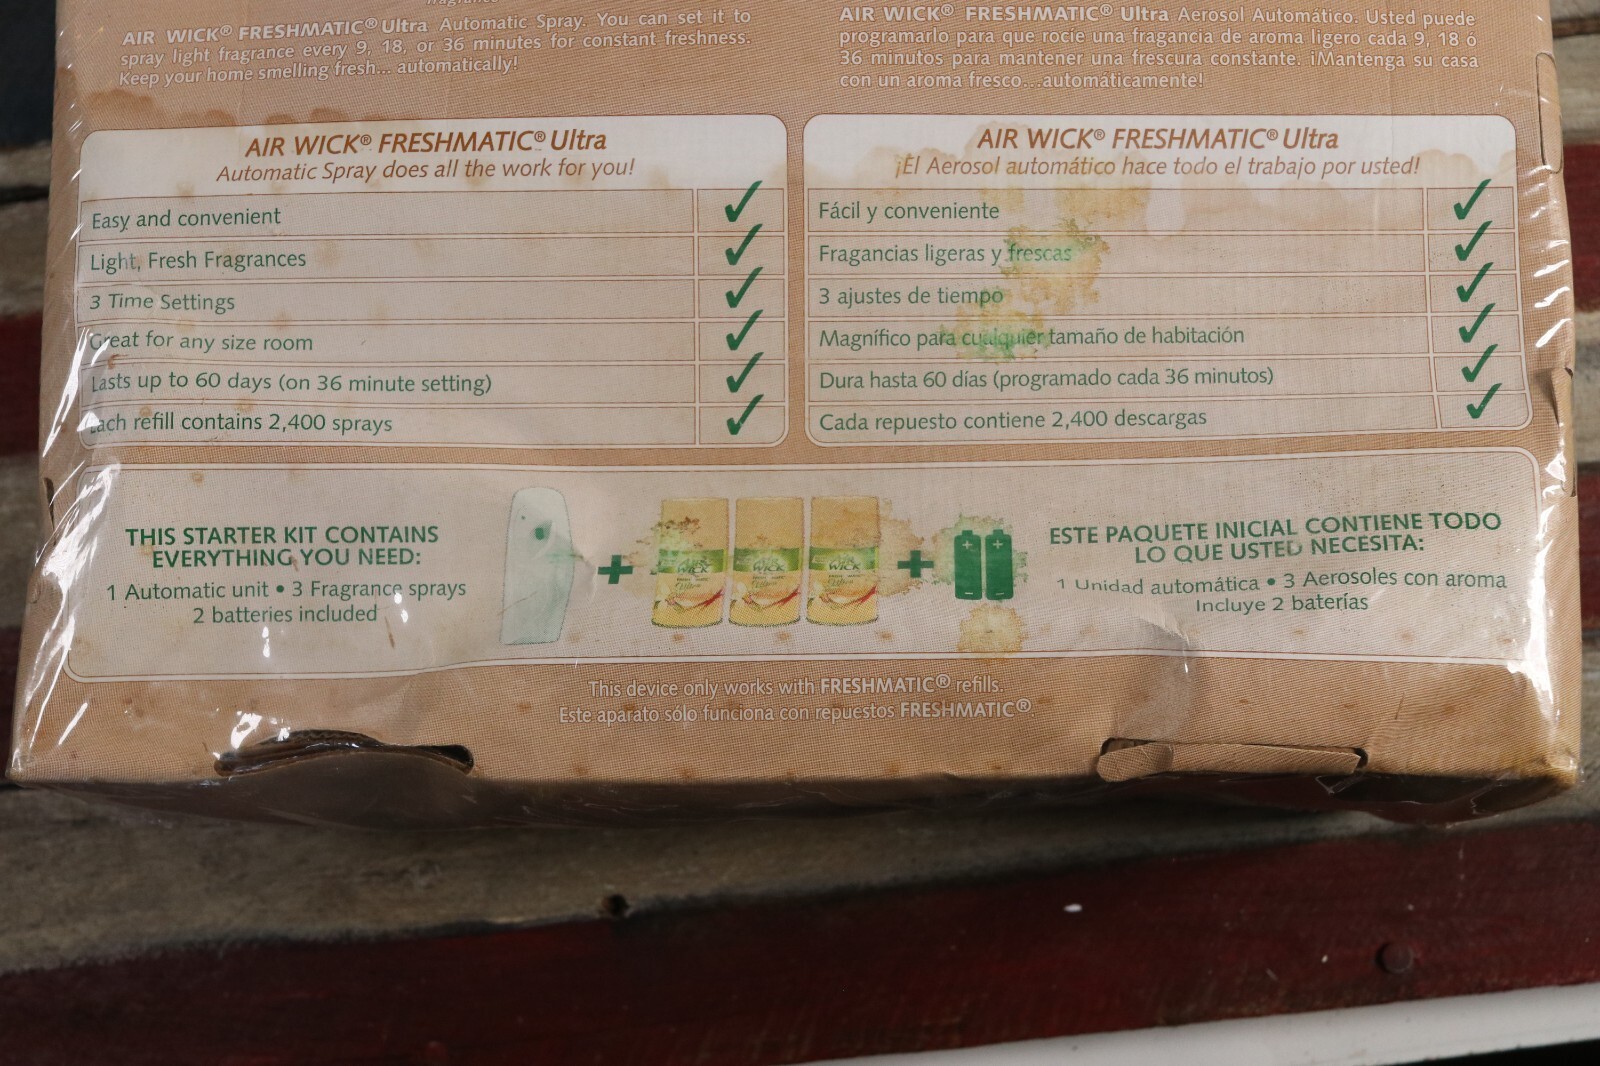 fragrance
AIR WICK® FRESHMATIC® Ultra Automatic Spray. You can set it to
spray light fragrance every 9, 18, or 36 minutes for constant freshness.
Keep your home smelling fresh... automatically!
AIR WICK® FRESHMATIC® Ultra Aerosol Automático. Usted puede
programarlo para que rocie una fragancia de aroma ligero cada 9, 18 ó
36 minutos para mantener una frescura constante. ¡Mantenga su casa
con un aroma fresco...automáticamente!
AIR WICK® FRESHMATIC® Ultra
Automatic Spray does all the work for you!
Easy and convenient
Light, Fresh Fragrances
3 Time Settings
Great for any size room
Lasts up to 60 days (on 36 minute setting)
Each refill contains 2,400 sprays
AIR WICK® FRESHMATIC® Ultra
¡El Aerosol automático hace todo el trabajo por usted!
Fácil y conveniente
Fragancias ligeras y frescas
3 ajustes de tiempo
Magnífico para cualquier tamaño de habitación
Dura hasta 60 días (programado cada 36 minutos)
Cada repuesto contiene 2,400 descargas
THIS STARTER KIT CONTAINS
EVERYTHING YOU NEED:
1 Automatic unit • 3 Fragrance sprays
2 batteries included
+
WICK
WICK
WICK
+
ESTE PAQUETE INICIAL CONTIENE TODO
LO QUE USTED NECESITA:
1 Unidad automática • 3 Aerosoles con aroma
Incluye 2 baterías
This device only works with FRESHMATIC® refills.
Este aparato sólo funciona con repuestos FRESHMATIC®.